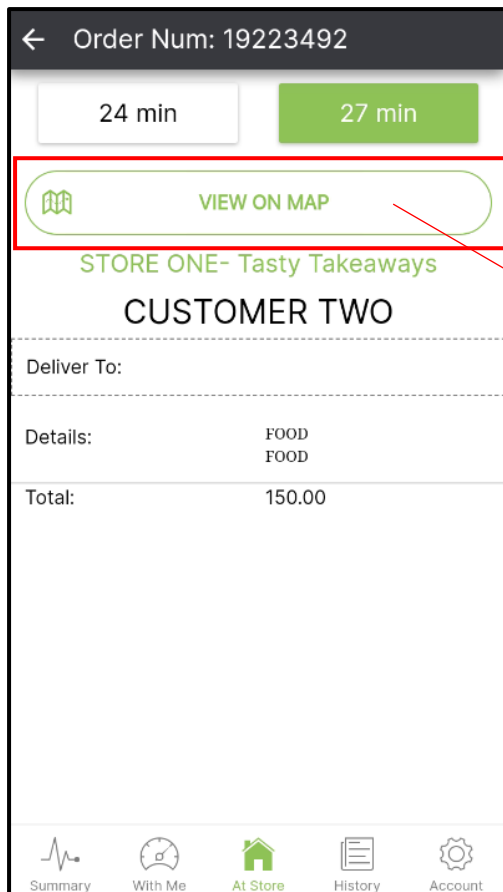 Order Num: 19223492
24 min 27 min
VIEW ON MAP
STORE ONE- Tasty Takeaways
CUSTOMER TWO
Deliver To:
Details: FOOD
FOOD
Total: 150.00
Summary With Me At Store History Account